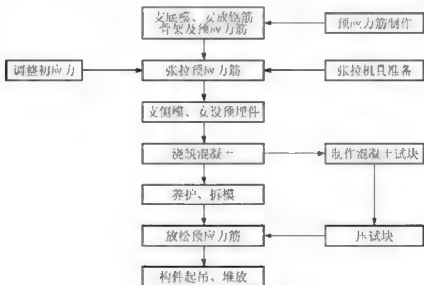 支底模、安放钢筋
骨架及预应力筋
预应力筋制作
调整初应力
张拉预应力筋
张拉机具准备
支侧模、安设预埋件
浇筑混凝土
制作混凝土试块
养护、拆模
放松预应力筋
压试块
构件起吊、堆放